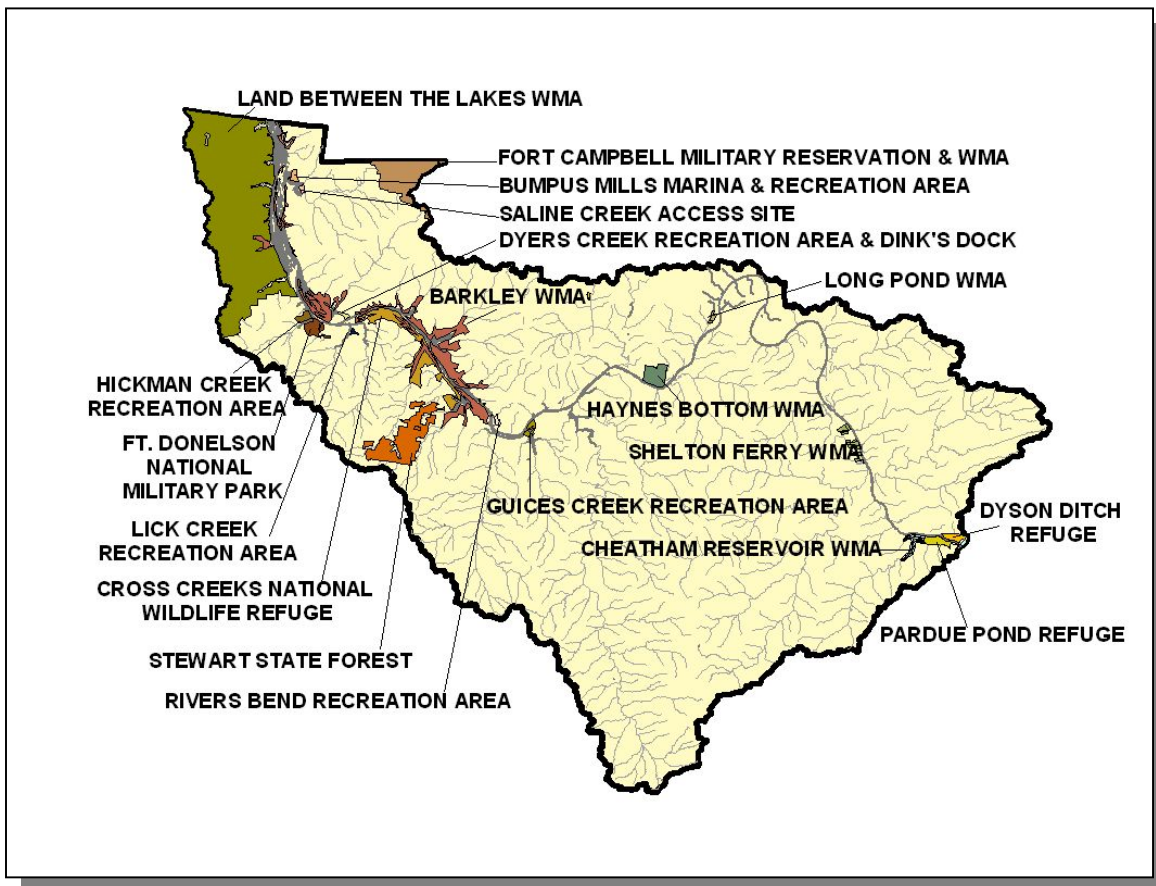 LAND BETWEEN THE LAKES WMA
FORT CAMPBELL MILITARY RESERVATION & WMA
BUMPUS MILLS MARINA & RECREATION AREA
SALINE CREEK ACCESS SITE
DYERS CREEK RECREATION AREA & DINK'S DOCK
LONG POND WMA
BARKLEY WMA
HICKMAN CREEK
RECREATION AREA
HAYNES BOTTOM WMA
FT. DONELSON
NATIONAL
MILITARY PARK
SHELTON FERRY WMA
GUICES CREEK RECREATION AREA
DYSON DITCH
REFUGE
LICK CREEK
RECREATION AREA
CHEATHAM RESERVOIR WMA
CROSS CREEKS NATIONAL
WILDLIFE REFUGE
PARDUE POND REFUGE
STEWART STATE FOREST
RIVERS BEND RECREATION AREA